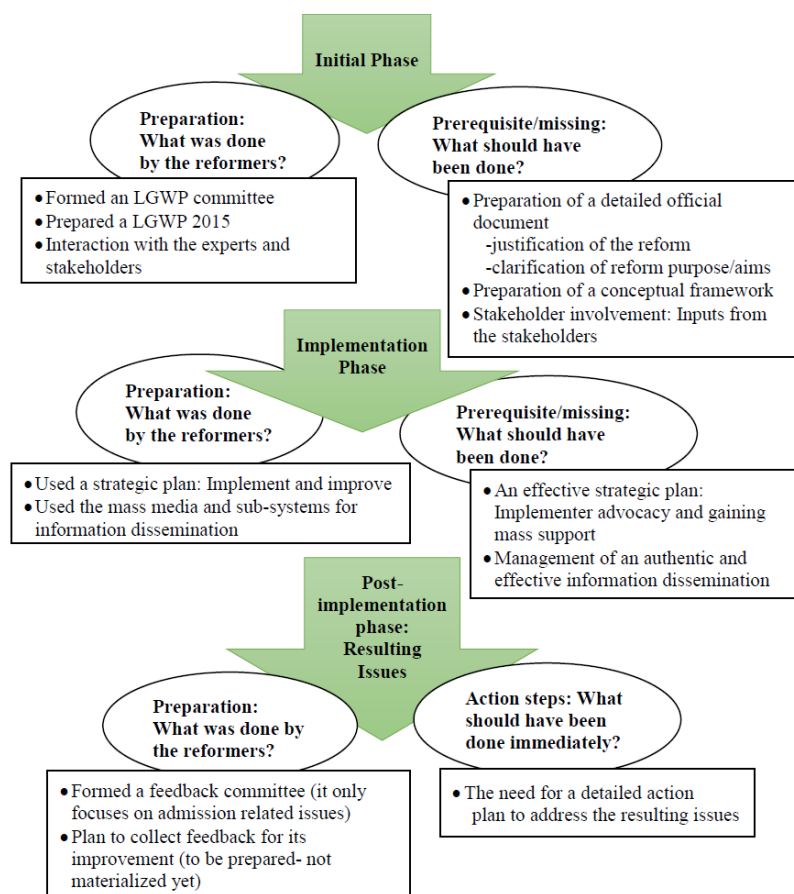 Initial Phase
Preparation:
What was done
by the reformers?
Prerequisite/missing:
What should have
been done?
• Formed an LGWP committee
• Prepared a LGWP 2015
• Interaction with the experts and
stakeholders
• Preparation of a detailed official
document
-justification of the reform
-clarification of reform purpose/aims
• Preparation of a conceptual framework
• Stakeholder involvement: Inputs from
the stakeholders
Implementation
Phase
Preparation:
What was done
by the reformers?
Prerequisite/missing:
What should have
been done?
• Used a strategic plan: Implement and improve
• Used the mass media and sub-systems for
information dissemination
• An effective strategic plan:
Implementer advocacy and gaining
mass support
• Management of an authentic and
effective information dissemination
Post-
implementation
phase:
Resulting
Issues
Preparation:
What was done by
the reformers?
Action steps: What
should have been
done immediately?
• Formed a feedback committee (it only
focuses on admission related issues)
• Plan to collect feedback for its
improvement (to be prepared- not
materialized yet)
• The need for a detailed action
plan to address the resulting issues